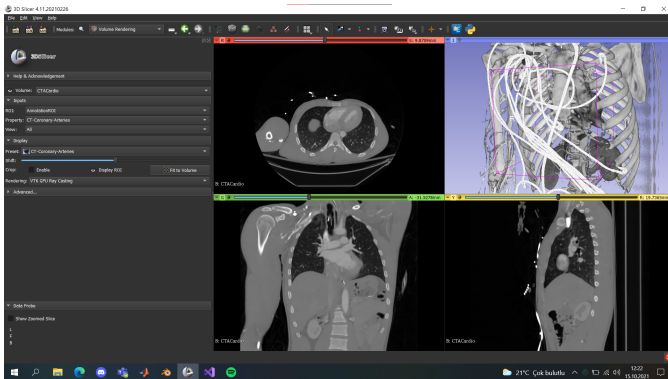 3D Slicer 4.11.20210226
File Edit View Help
Modules: Volume Rendering
R S: 9.8709mm
1
3DSlicer
Help & Acknowledgement
Volume: CTACardio
Inputs
ROI: AnnotationROI
Property: CT-Coronary-Arteries
View: All
Display
Preset: CT-Coronary-Arteries
Shift:
Crop: Enable Display ROI Fit to Volume
Rendering: VTK GPU Ray Casting
Advanced...
B: CTACardio
G
Y
B: CTACardio
B: CTACardio
Data Probe
Show Zoomed Slice
L
F
B
21°C Çok bulutlu
12:22
15.10.2021